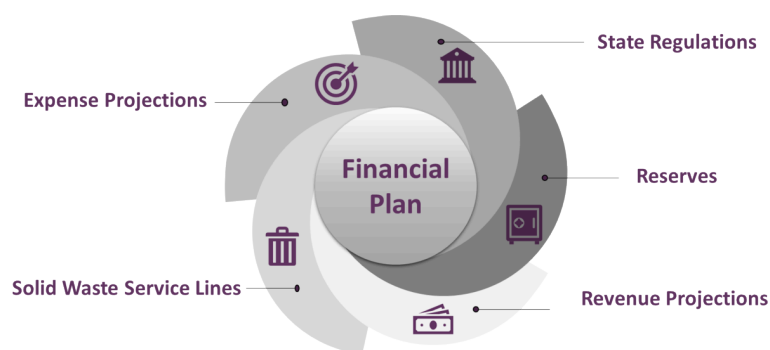 State Regulations
Expense Projections
Financial
Plan
Reserves
Solid Waste Service Lines
Revenue Projections